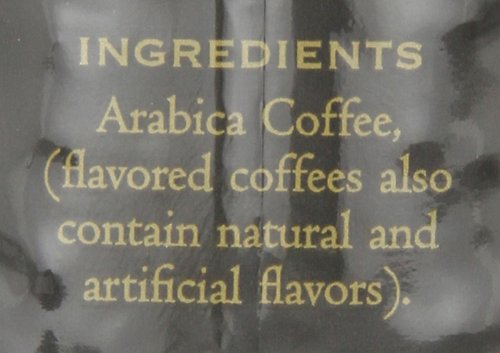 INGREDIENTS
Arabica Coffee,
(flavored coffees also
contain natural and
artificial flavors).